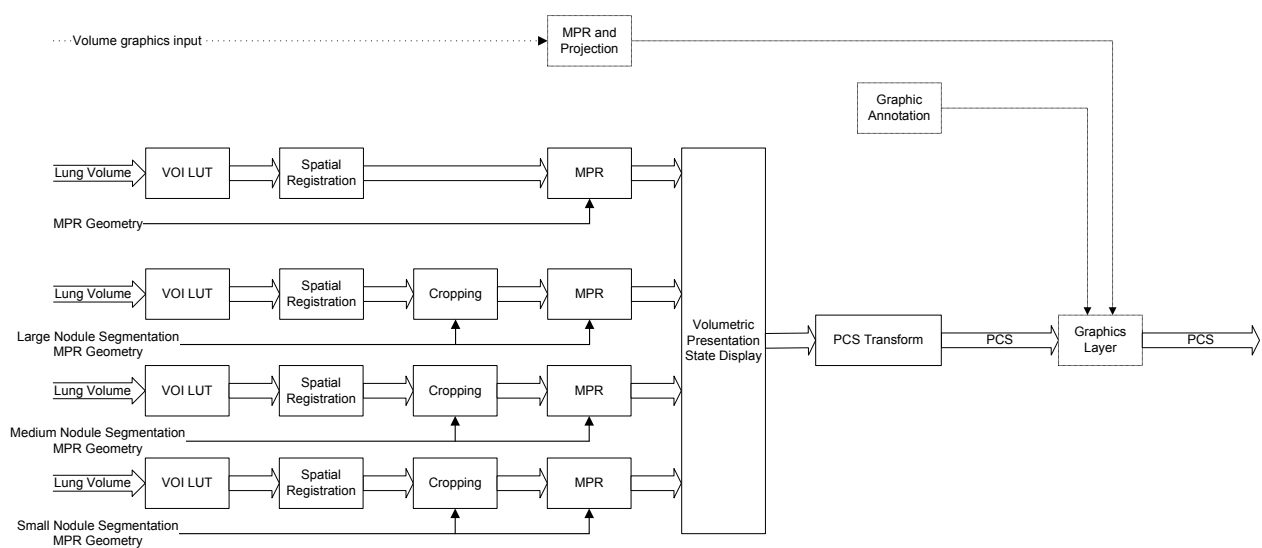 Volume graphics input
MPR and
Projection
Graphic
Annotation
Lung Volume
VOI LUT
Spatial
Registration
MPR
MPR Geometry
Lung Volume
VOI LUT
Spatial
Registration
Cropping
MPR
Large Nodule Segmentation
MPR Geometry
Lung Volume
VOI LUT
Spatial
Registration
Cropping
MPR
Medium Nodule Segmentation
MPR Geometry
Lung Volume
VOI LUT
Spatial
Registration
Cropping
MPR
Small Nodule Segmentation
MPR Geometry
Volumetric
Presentation
State Display
PCS Transform
PCS
Graphics
Layer
PCS